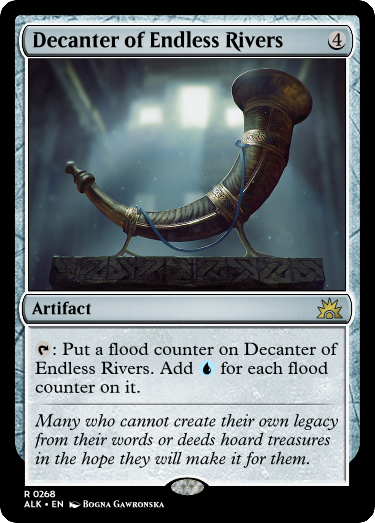 Decanter of Endless Rivers 4
Artifact
: Put a flood counter on Decanter of
Endless Rivers. Add for each flood
counter on it.
Many who cannot create their own legacy
from their words or deeds hoard treasures
in the hope they will make it for them.
R 0268
ALK • EN Bogna Gawronska